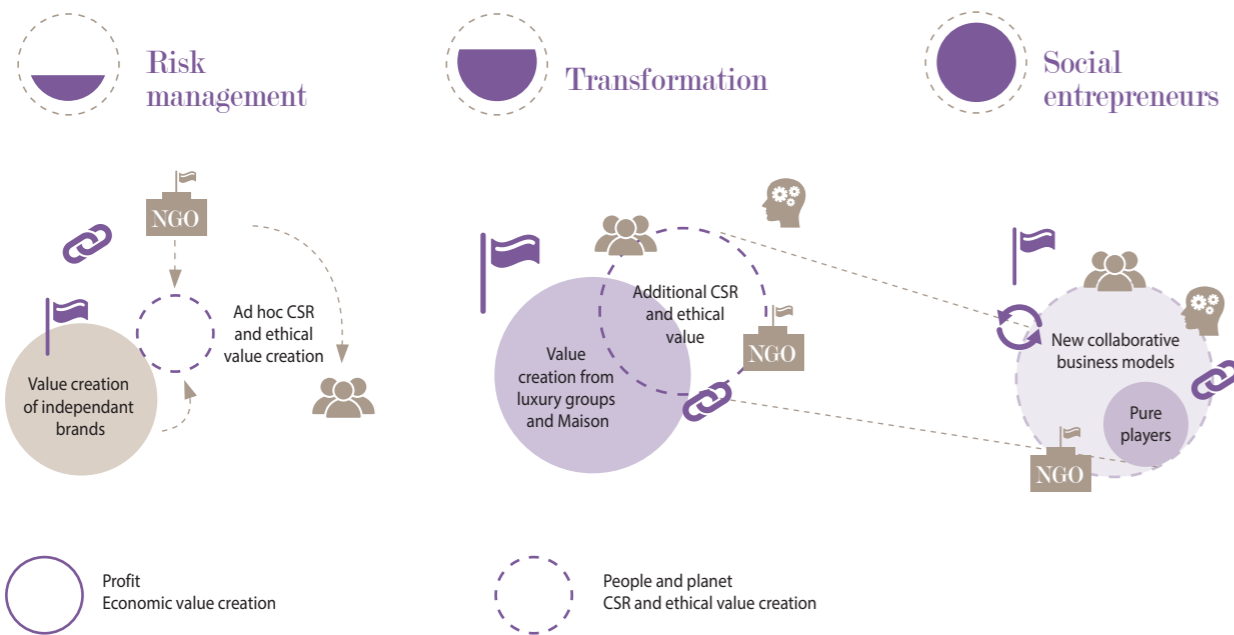 Risk
management
Transformation
Social
entrepreneurs
NGO
Ad hoc CSR
and ethical
value creation
Value creation
of independant
brands
Additional CSR
and ethical
value
NGO
Value
creation from
luxury groups
and Maison
New collaborative
business models
Pure
players
NGO
Profit
Economic value creation
People and planet
CSR and ethical value creation